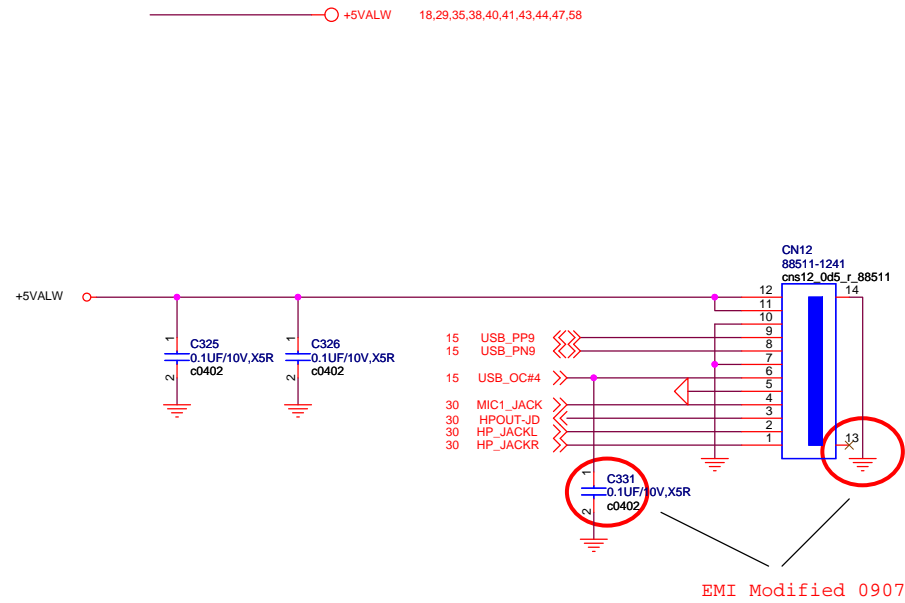 +5VALW 18,29,35,38,40,41,43,44,47,58
CN12
88511-1241
cns12_0d5_r_88511
+5VALW
12
14
11
10
15 USB_PP9 9
15 USB_PN9 8
7
15 USB_OC#4 6
5
30 MIC1_JACK 4
30 HPOUT-JD 3
30 HP_JACKL 2
30 HP_JACKR 1
13
1
C325
0.1UF/10V,X5R
c0402
2
1
C326
0.1UF/10V,X5R
c0402
2
1
C331
0.1UF/10V,X5R
c0402
2
EMI Modified 0907